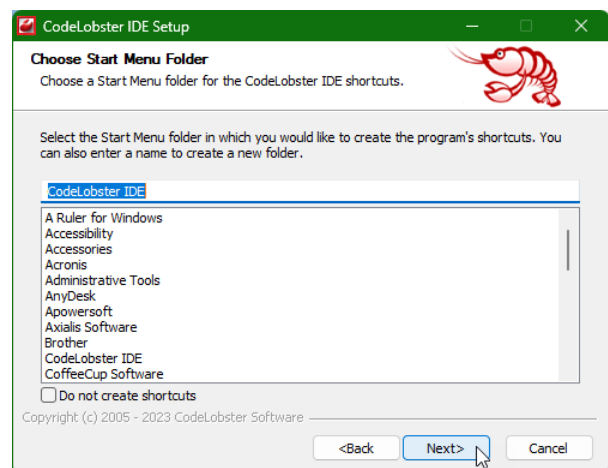 CodeLobster IDE Setup
Choose Start Menu Folder
Choose a Start Menu folder for the CodeLobster IDE shortcuts.
Select the Start Menu folder in which you would like to create the program's shortcuts. You
can also enter a name to create a new folder.
CodeLobster IDE
A Ruler for Windows
Accessibility
Accessories
Acronis
Administrative Tools
AnyDesk
Apowersoft
Axialis Software
Brother
CodeLobster IDE
CoffeeCup Software
Do not create shortcuts
Copyright (c) 2005 - 2023 CodeLobster Software
<Back Next> Cancel